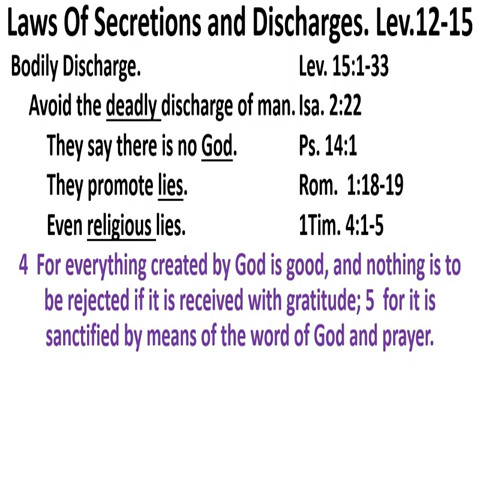 Laws Of Secretions and Discharges. Lev.12-15
Bodily Discharge. Lev. 15:1-33
Avoid the deadly discharge of man. Isa. 2:22
They say there is no God. Ps. 14:1
They promote lies. Rom. 1:18-19
Even religious lies. 1Tim. 4:1-5
4 For everything created by God is good, and nothing is to
be rejected if it is received with gratitude; 5 for it is
sanctified by means of the word of God and prayer.